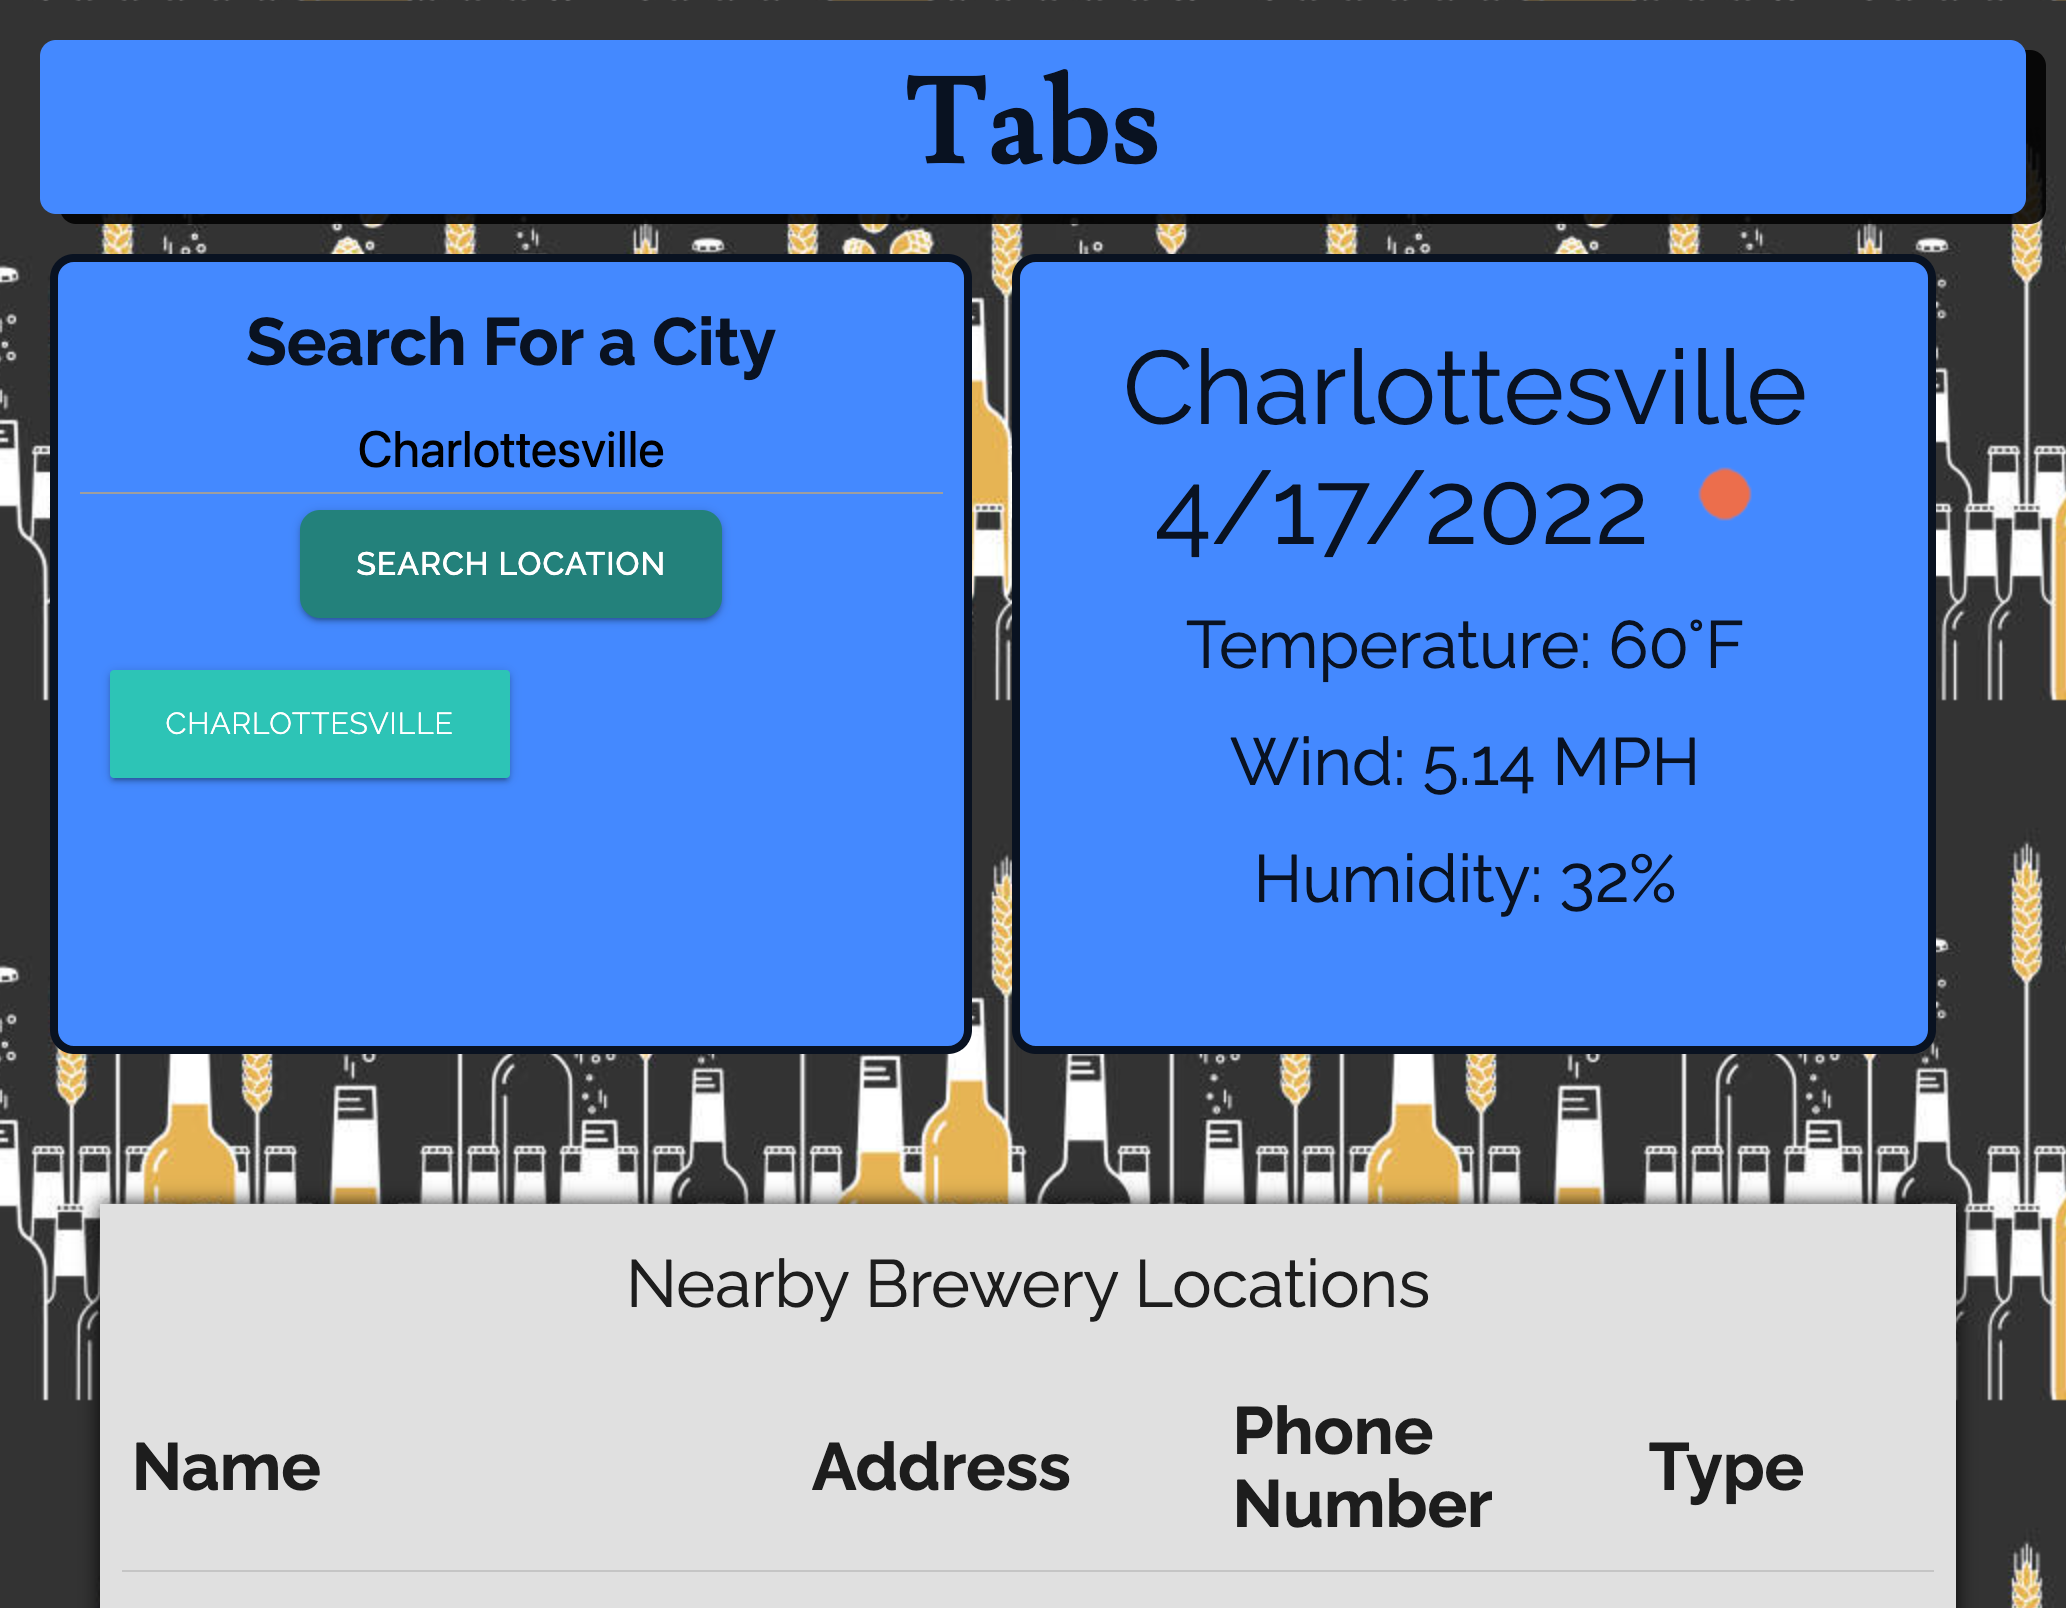 Tabs
Search For a City
Charlottesville
SEARCH LOCATION
CHARLOTTESVILLE
Charlottesville
4/17/2022
Temperature: 60°F
Wind: 5.14 MPH
Humidity: 32%
Nearby Brewery Locations
Name
Address
Phone
Number
Type